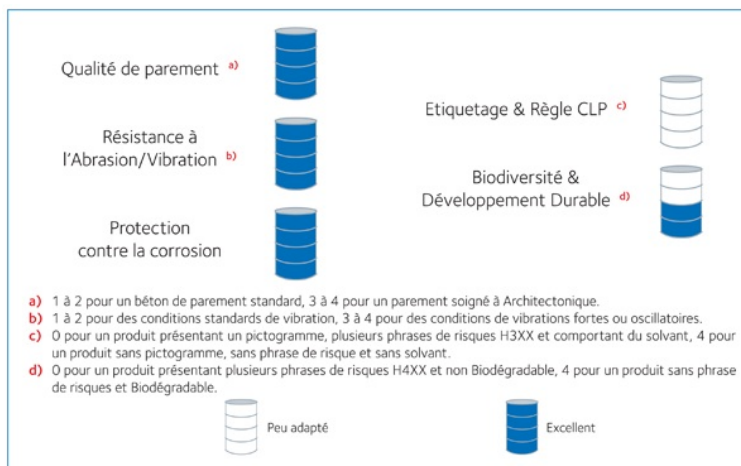 Qualité de parement a)
Résistance à
l'Abrasion/Vibration b)
Protection
contre la corrosion
Etiquetage & Règle CLP c)
Biodiversité &
Développement Durable d)
a) 1 à 2 pour un béton de parement standard, 3 à 4 pour un parement soigné à Architectonique.
b) 1 à 2 pour des conditions standards de vibration, 3 à 4 pour des conditions de vibrations fortes ou oscillatoires.
c) 0 pour un produit présentant un pictogramme, plusieurs phrases de risques H3XX et comportant du solvant, 4 pour
un produit sans pictogramme, sans phrase de risque et sans solvant.
d) 0 pour un produit présentant plusieurs phrases de risques H4XX et non Biodégradable, 4 pour un produit sans phrase
de risques et Biodégradable.
Peu adapté
Excellent